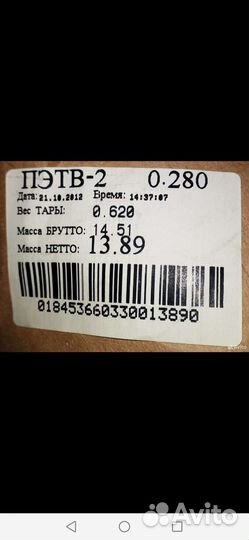 ПЭТВ-2 0.280
Дата: 21.10.2012 Время: 14:37:07
Вес ТАРЫ: 0.620
Масса БРУТТО: 14.51
Масса НЕТТО: 13.89
018453660330013890
Avito
Avito